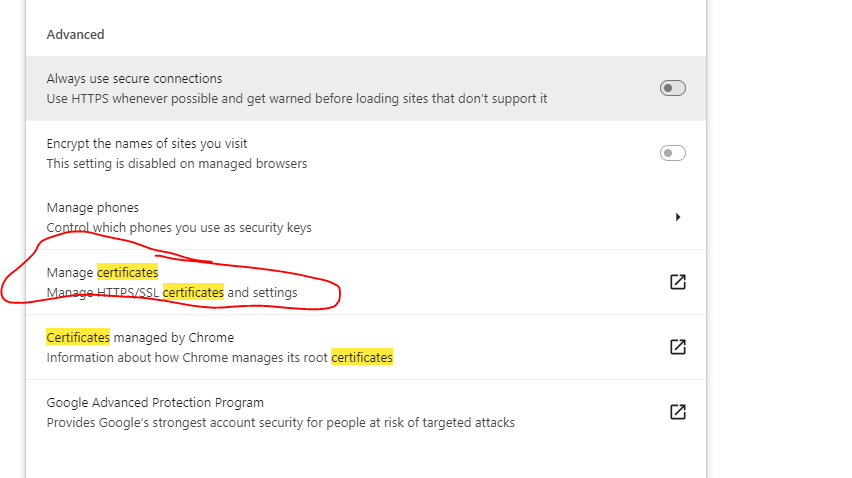 Advanced
Always use secure connections
Use HTTPS whenever possible and get warned before loading sites that don't support it
Encrypt the names of sites you visit
This setting is disabled on managed browsers
Manage phones
Control which phones you use as security keys
Manage certificates
Manage HTTPS/SSL certificates and settings
Certificates managed by Chrome
Information about how Chrome manages its root certificates
Google Advanced Protection Program
Provides Google's strongest account security for people at risk of targeted attacks